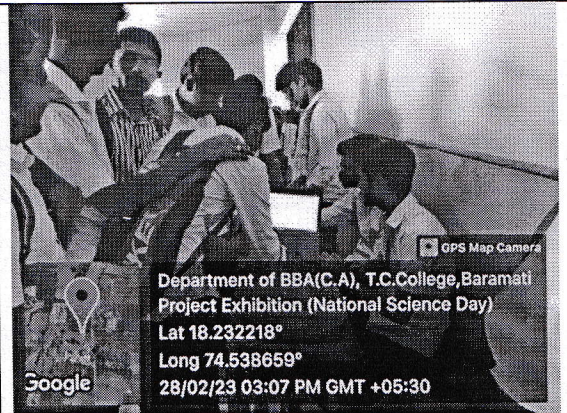 GPS Map Camera
Department of BBA(C.A), T.C.College,Baramati
Project Exhibition (National Science Day)
Lat 18.232218°
Long 74.538659°
28/02/23 03:07 PM GMT +05:30
Google